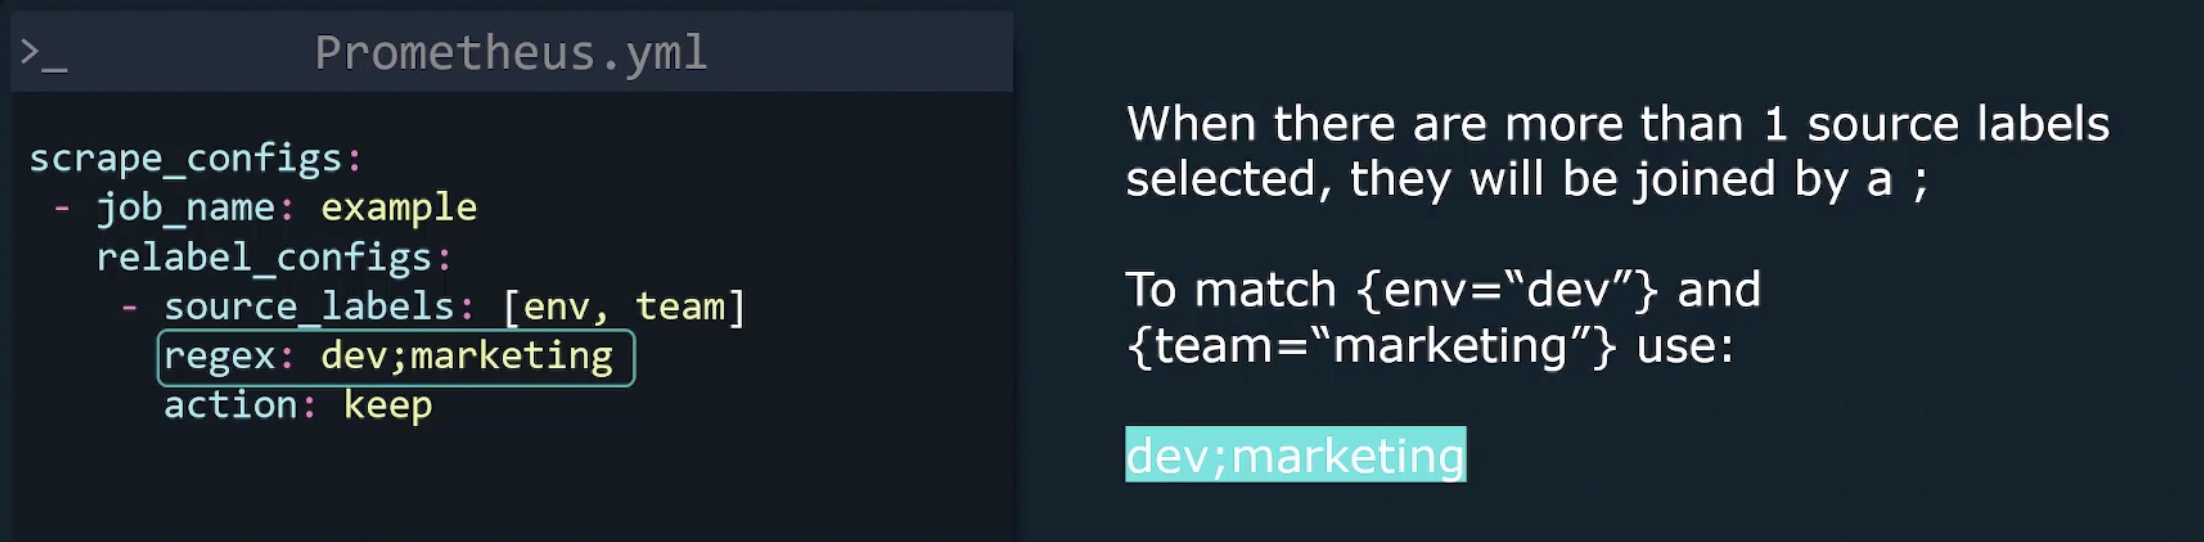 >_ Prometheus.yml
scrape_configs:
- job_name: example
relabel_configs:
- source_labels: [env, team]
regex: dev;marketing
action: keep
When there are more than 1 source labels
selected, they will be joined by a ;
To match {env=“dev”} and
{team=“marketing”} use:
dev;marketing